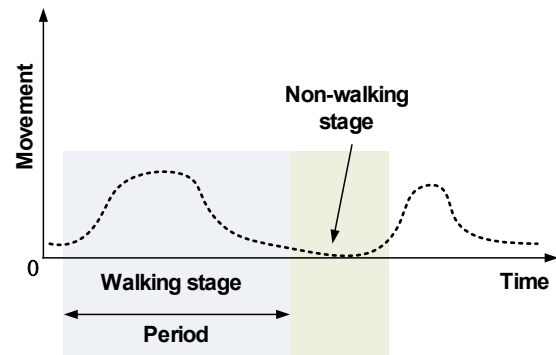 Movement
Non-walking
stage
0
Walking stage
Time
Period